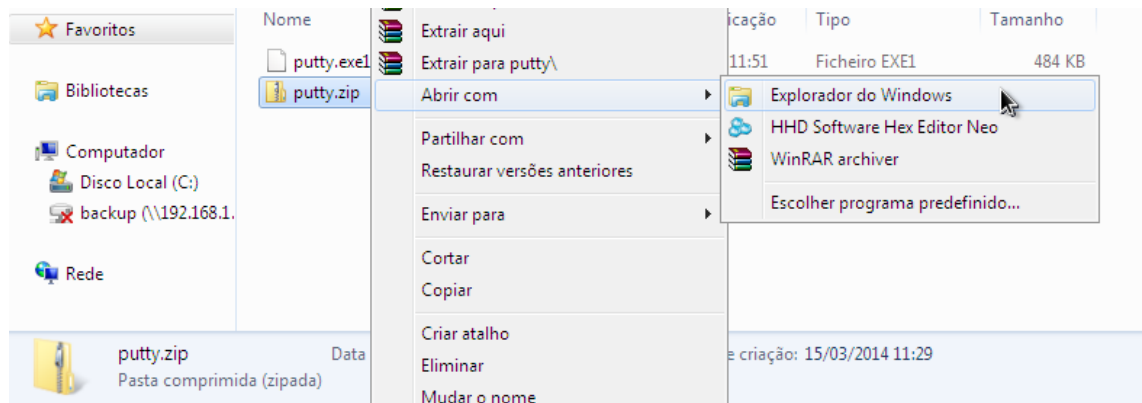 Favoritos
Bibliotecas
Computador
Disco Local (C:)
backup (\\192.168.1.
Rede
Nome
icação
Tipo
Tamanho
putty.exe1
11:51
Ficheiro EXE1
484 KB
putty.zip
Extrair aqui
Extrair para putty\
Abrir com
Partilhar com
Restaurar versões anteriores
Enviar para
Cortar
Copiar
Criar atalho
Eliminar
Mudar o nome
Explorador do Windows
HHD Software Hex Editor Neo
WinRAR archiver
Escolher programa predefinido...
putty.zip
Data
e criação: 15/03/2014 11:29
Pasta comprimida (zipada)